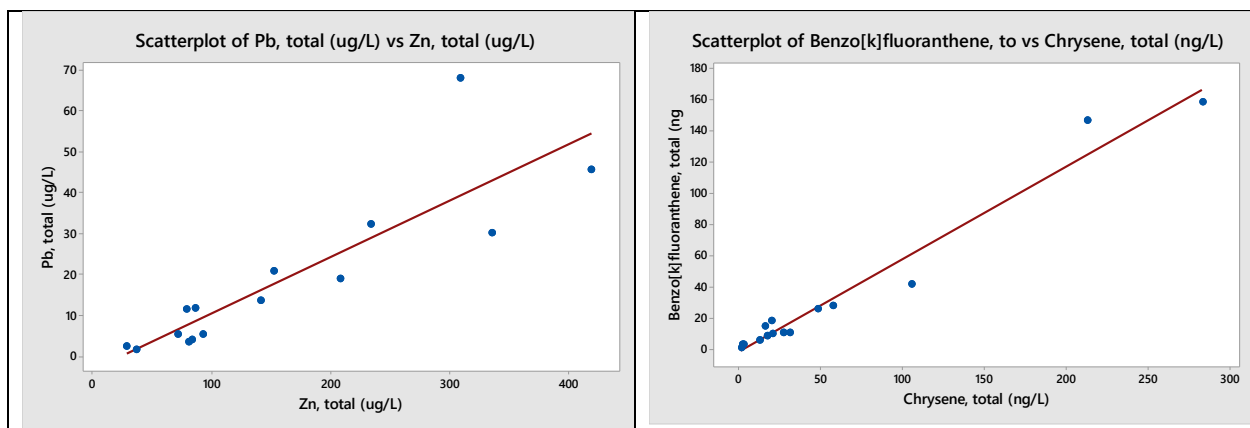 Scatterplot of Pb, total (ug/L) vs Zn, total (ug/L)
70
60
50
40
30
20
10
0
Pb, total (ug/L)
0 100 200 300 400
Zn, total (ug/L)
Scatterplot of Benzo[k]fluoranthene, to vs Chrysene, total (ng/L)
180
160
140
120
100
80
60
40
20
0
Benzo[k]fluoranthene, total (ng
0 50 100 150 200 250 300
Chrysene, total (ng/L)